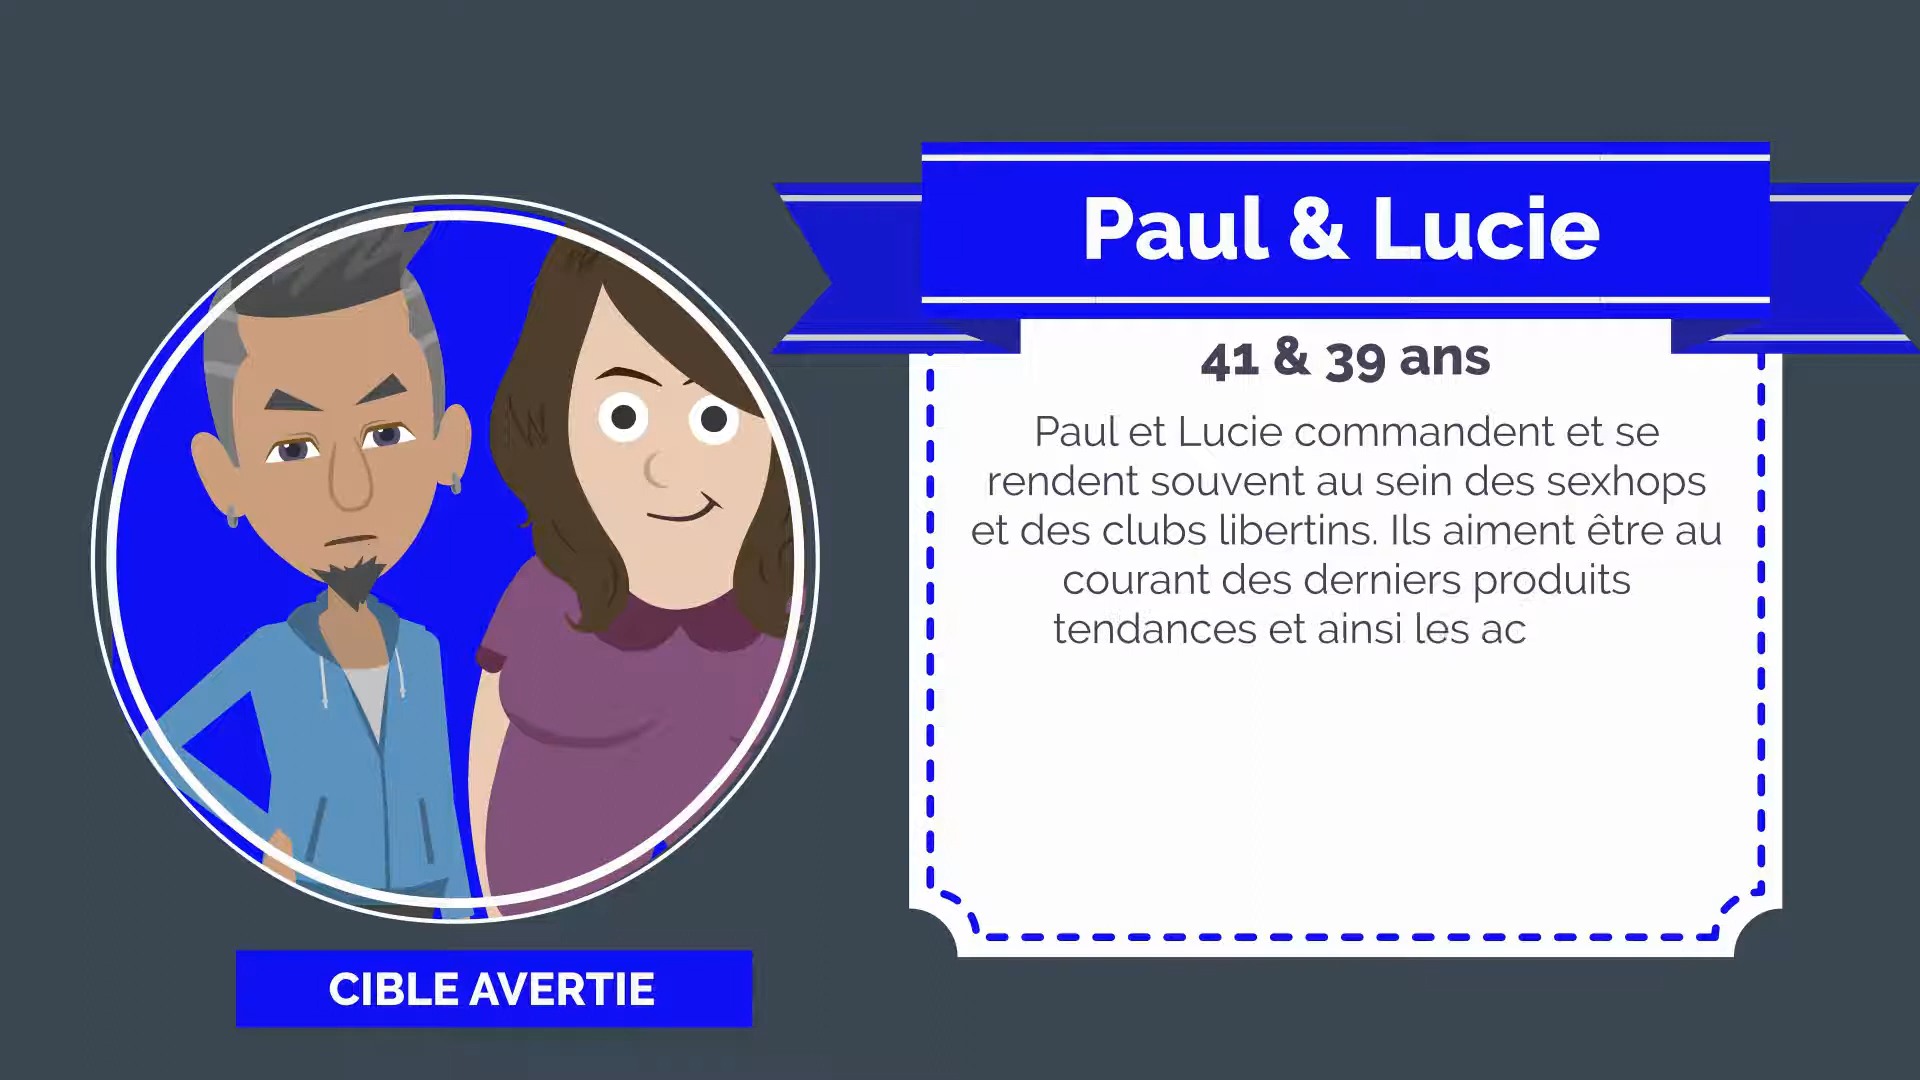 Paul & Lucie
41 & 39 ans
Paul et Lucie commandent et se
rendent souvent au sein des sexhops
et des clubs libertins. Ils aiment être au
courant des derniers produits
tendances et ainsi les ac
CIBLE AVERTIE